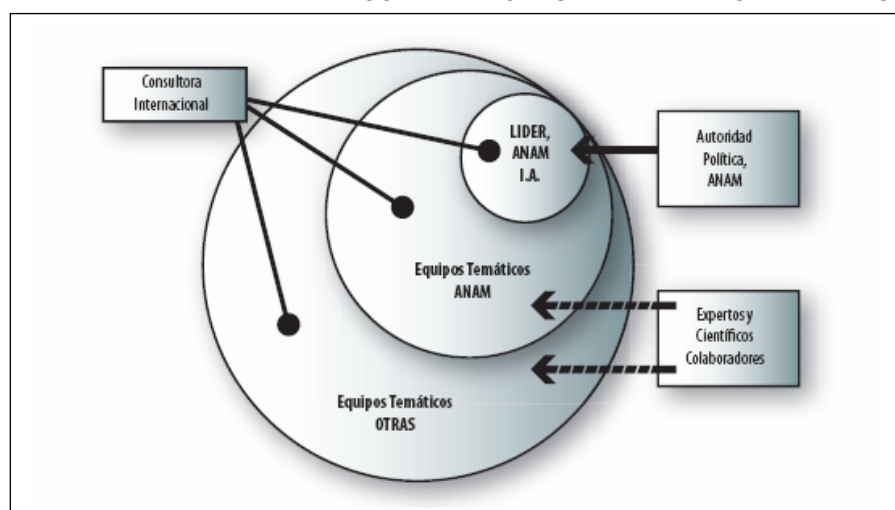 Consultora
Internacional
LIDER,
ANAM
I.A.
Autoridad
Política,
ANAM
Equipos Temáticos
ANAM
Expertos y
Científicos
Colaboradores
Equipos Temáticos
OTRAS